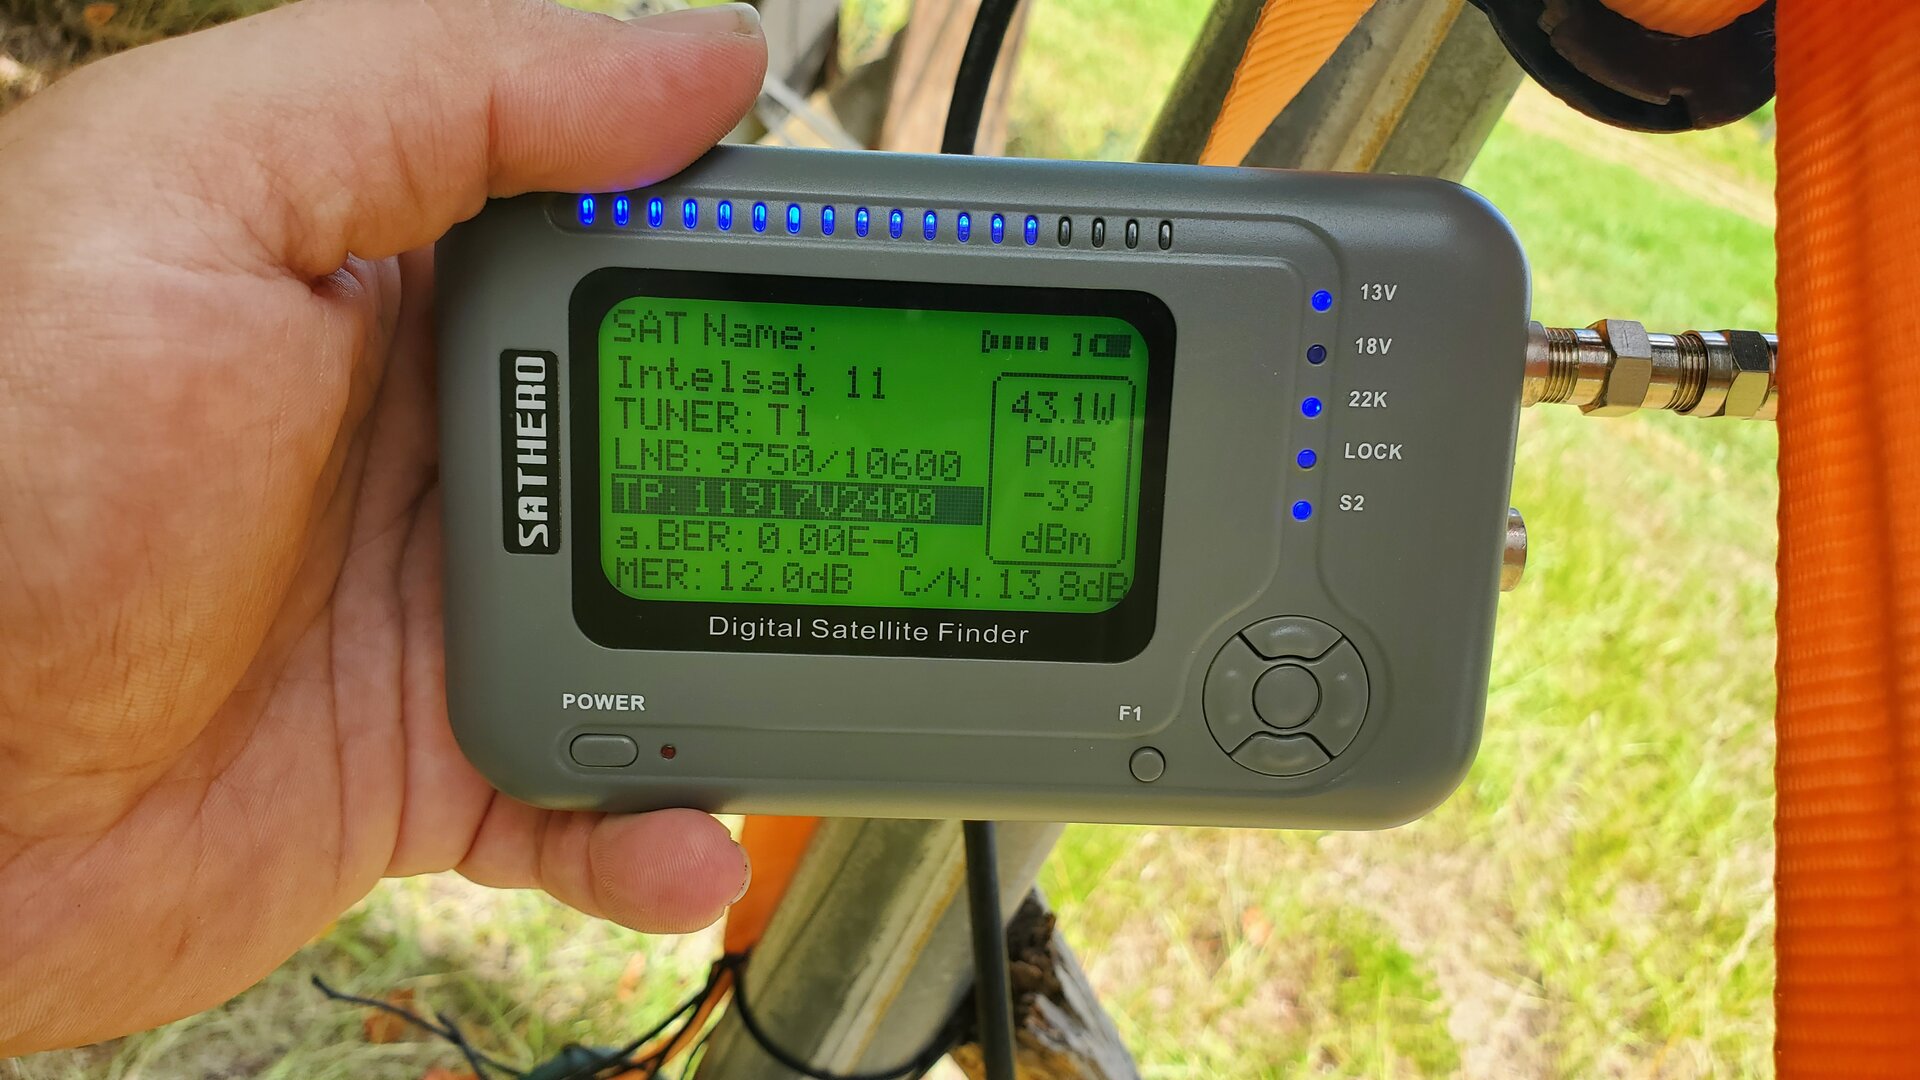 SAT Name:
Intelsat 11
TUNER: T1
LNB: 9750/10600
TP: 11917V2400
a.BER: 0.00E-0
MER: 12.0dB C/N: 13.8dB
43.1W
PWR
-39
dBm
Digital Satellite Finder
SATHERO
13V
18V
22K
LOCK
S2
POWER
F1